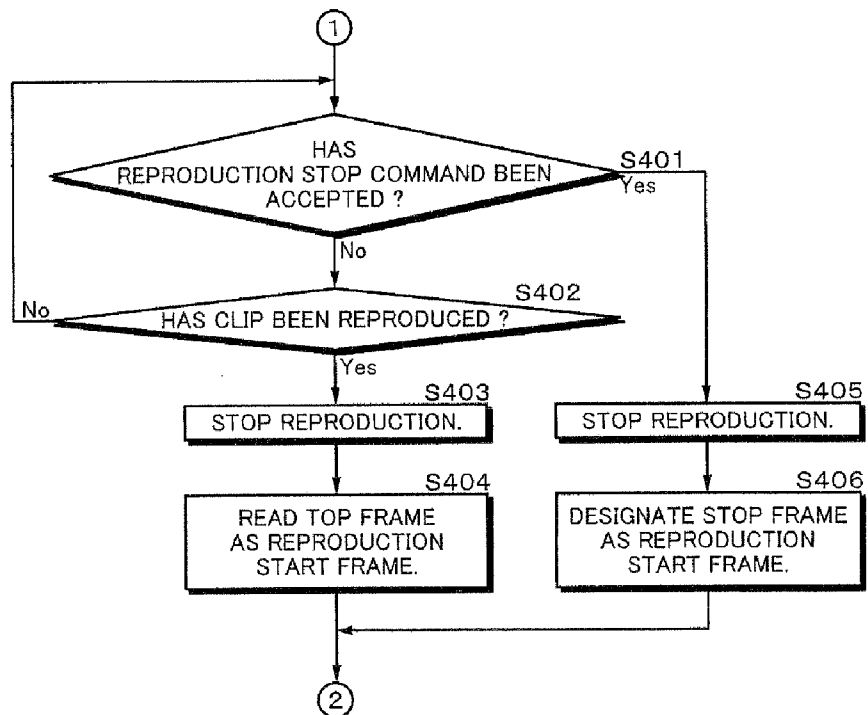 1
HAS
REPRODUCTION STOP COMMAND BEEN
ACCEPTED ?
S401
Yes
No
S402
No
HAS CLIP BEEN REPRODUCED ?
Yes
S403
STOP REPRODUCTION.
S405
STOP REPRODUCTION.
S404
READ TOP FRAME
AS REPRODUCTION
START FRAME.
S406
DESIGNATE STOP FRAME
AS REPRODUCTION
START FRAME.
2